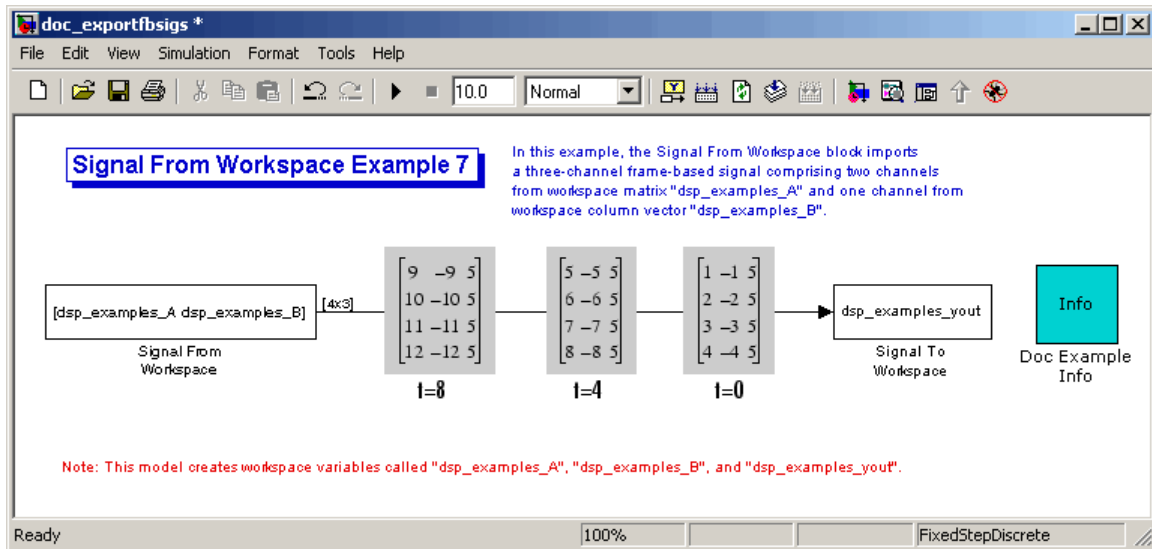 doc_exportfbsigs *
File Edit View Simulation Format Tools Help
10.0 Normal
Signal From Workspace Example 7
In this example, the Signal From Workspace block imports
a three-channel frame-based signal comprising two channels
from workspace matrix "dsp_examples_A" and one channel from
workspace column vector "dsp_examples_B".
[dsp_examples_A dsp_examples_B]
[4x3]
Signal From
Workspace
9 −9 5
10 −10 5
11 −11 5
12 −12 5
t=8
5 −5 5
6 −6 5
7 −7 5
8 −8 5
t=4
1 −1 5
2 −2 5
3 −3 5
4 −4 5
t=0
dsp_examples_yout
Signal To
Workspace
Info
Doc Example
Info
Note: This model creates workspace variables called "dsp_examples_A", "dsp_examples_B", and "dsp_examples_yout".
Ready 100% FixedStepDiscrete